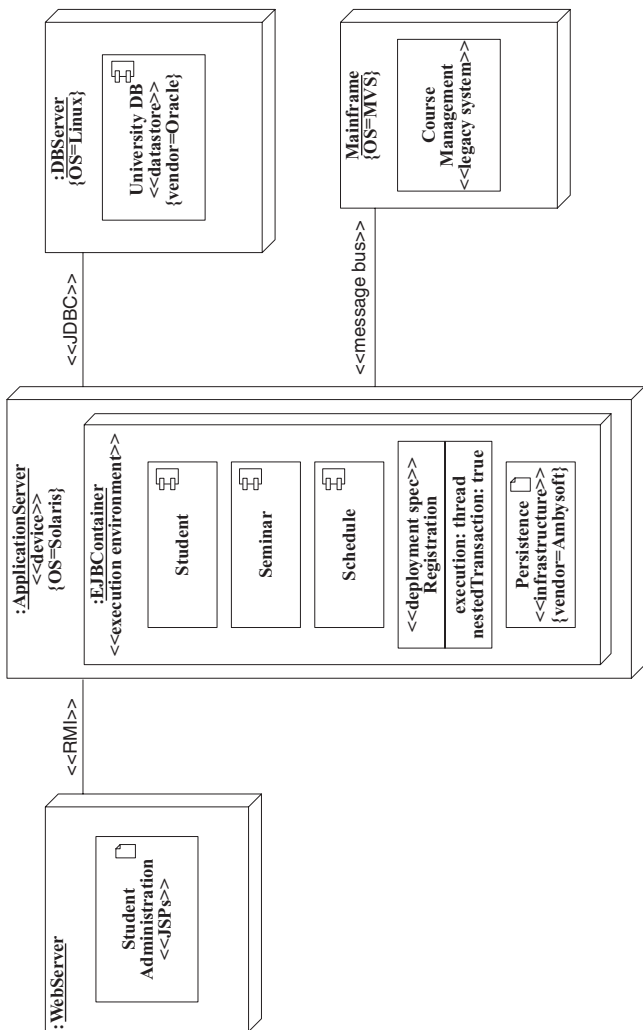 :WebServer
Student
Administration
<<JSPs>>
<<RMI>>
:ApplicationServer
<<device>>
{OS=Solaris}
:EJBContainer
<<execution environment>>
Student
Seminar
Schedule
<<deployment spec>>
Registration
execution: thread
nestedTransaction: true
Persistence
<<infrastructure>>
{vendor=Ambysoft}
<<JDBC>>
:DBServer
{OS=Linux}
University DB
<<datastore>>
{vendor=Oracle}
<<message bus>>
Mainframe
{OS=MVS}
Course
Management
<<legacy system>>